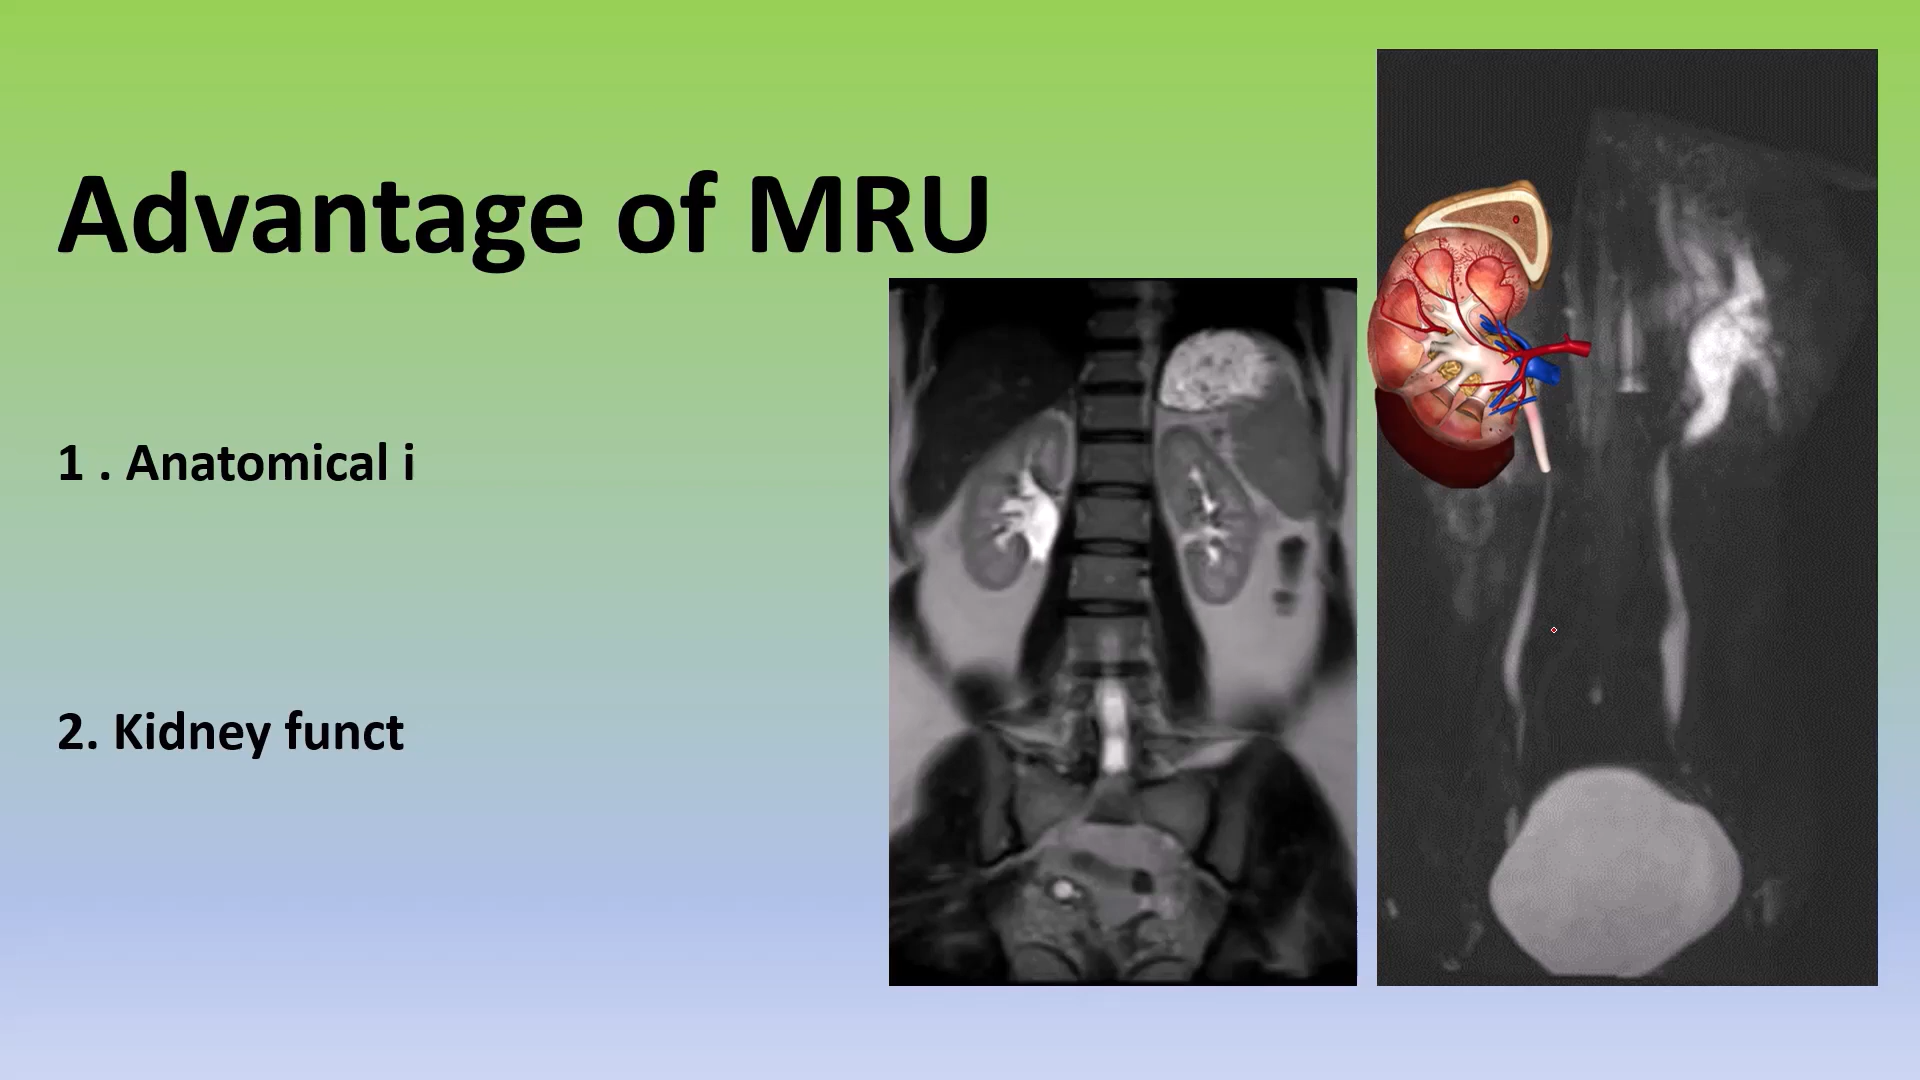 Advantage of MRU
1 . Anatomical i
2. Kidney funct